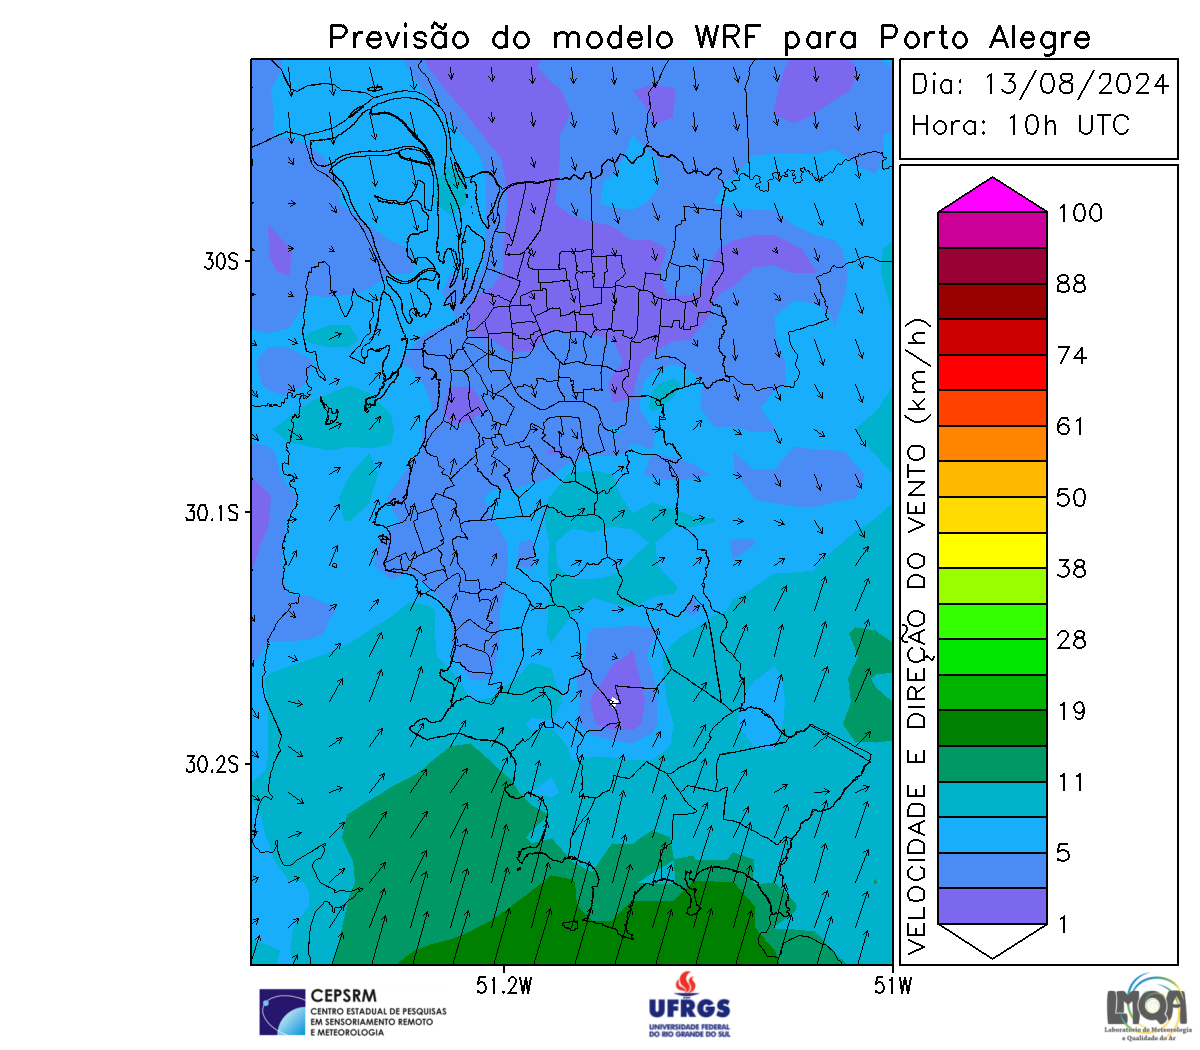 Previsão do modelo WRF para Porto Alegre
Dia: 13/08/2024
Hora: 10h UTC
30S
30.1S
30.2S
51.2W
51W
VELOCIDADE E DIREÇÃO DO VENTO (km/h)
100
88
74
61
50
38
28
19
11
5
1
CEPSRM
CENTRO ESTADUAL DE PESQUISAS
EM SENSORIAMENTO REMOTO
E METEOROLOGIA
UFRGS
UNIVERSIDADE FEDERAL
DO RIO GRANDE DO SUL
LMQA
Laboratório de Meteorologia
e Qualidade do Ar